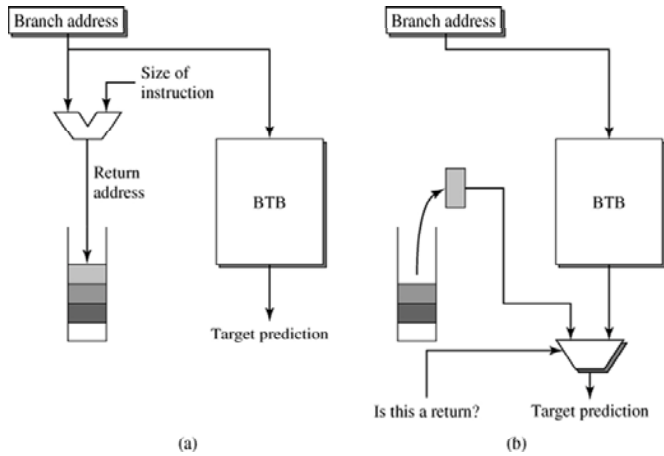 Branch address
Size of
instruction
Return
address
BTB
Target prediction
(a)
Branch address
BTB
Is this a return?
Target prediction
(b)